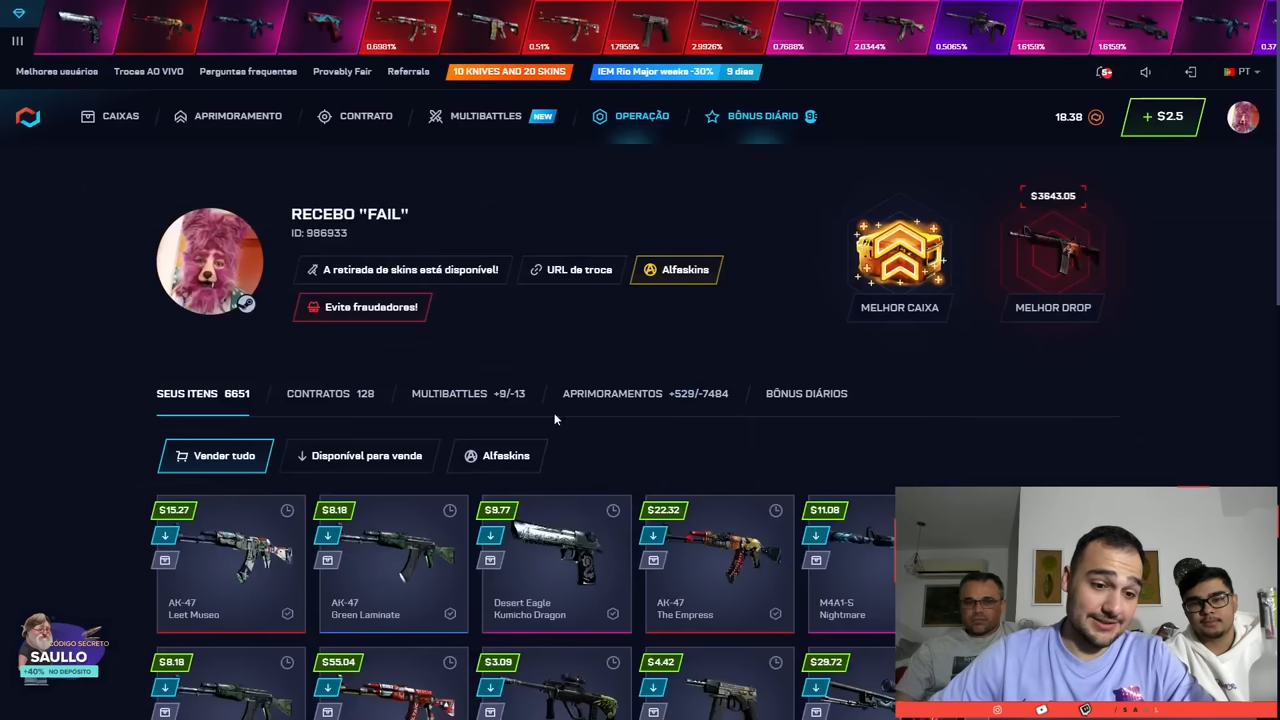 0.6981%
0.51%
1.7959%
2.9926%
0.7688%
2.0344%
0.5065%
1.6159%
1.6159%
0.37
Melhores usuários
Trocas AO VIVO
Perguntas frequentes
Provably Fair
Referrals
10 KNIVES AND 20 SKINS
IEM Rio Major weeks -30%
9 dias
5+
PT
CAIXAS
APRIMORAMENTO
CONTRATO
MULTIBATTLES
NEW
OPERAÇÃO
BÔNUS DIÁRIO
18.38
+ $2.5
RECEBO "FAIL"
ID: 986933
A retirada de skins está disponível!
URL de troca
Alfaskins
Evite fraudadores!
$3643.05
MELHOR CAIXA
MELHOR DROP
SEUS ITENS 6651
CONTRATOS 128
MULTIBATTLES +9/-13
APRIMORAMENTOS +529/-7484
BÔNUS DIÁRIOS
Vender tudo
Disponível para venda
Alfaskins
$15.27
AK-47
Leet Museo
$8.18
AK-47
Green Laminate
$9.77
Desert Eagle
Kumicho Dragon
$22.32
AK-47
The Empress
$11.08
M4A1-S
Nightmare
$8.18
$55.04
$3.09
$4.42
$29.72
CÓDIGO SECRETO
SAULLO
+40% NO DEPÓSITO